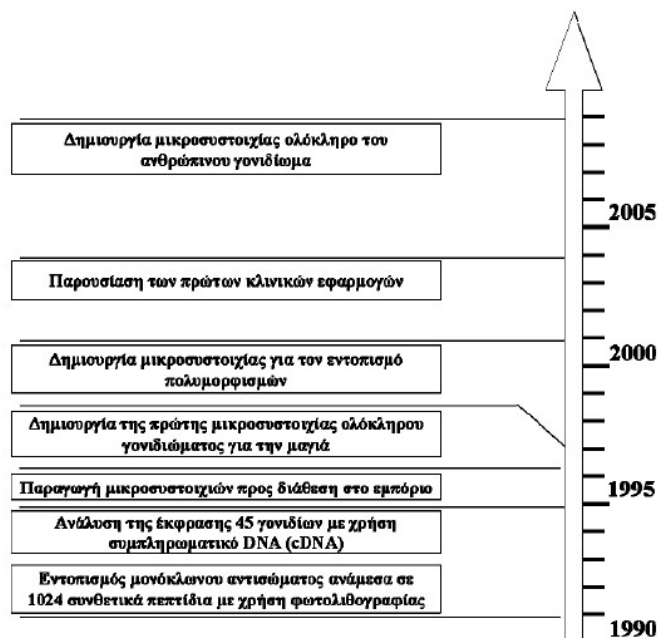 Δημιουργία μικροσυστοιχίας ολόκληρο του
ανθρώπινου γονιδίωμα
2005
Παρουσίαση των πρώτων κλινικών εφαρμογών
2000
Δημιουργία μικροσυστοιχίας για τον εντοπισμό
πολυμορφισμών
Δημιουργία της πρώτης μικροσυστοιχίας ολόκληρου
γονιδιώματος για την μαγιά
Παραγωγή μικροσυστοιχιών προς διάθεση στο εμπόριο
1995
Ανάλυση της έκφρασης 45 γονιδίων με χρήση
συμπληρωματικό DNA (cDNA)
Εντοπισμός μονόκλωνου αντισώματος ανάμεσα σε
1024 συνθετικά πεπτίδια με χρήση φωτολιθογραφίας
1990